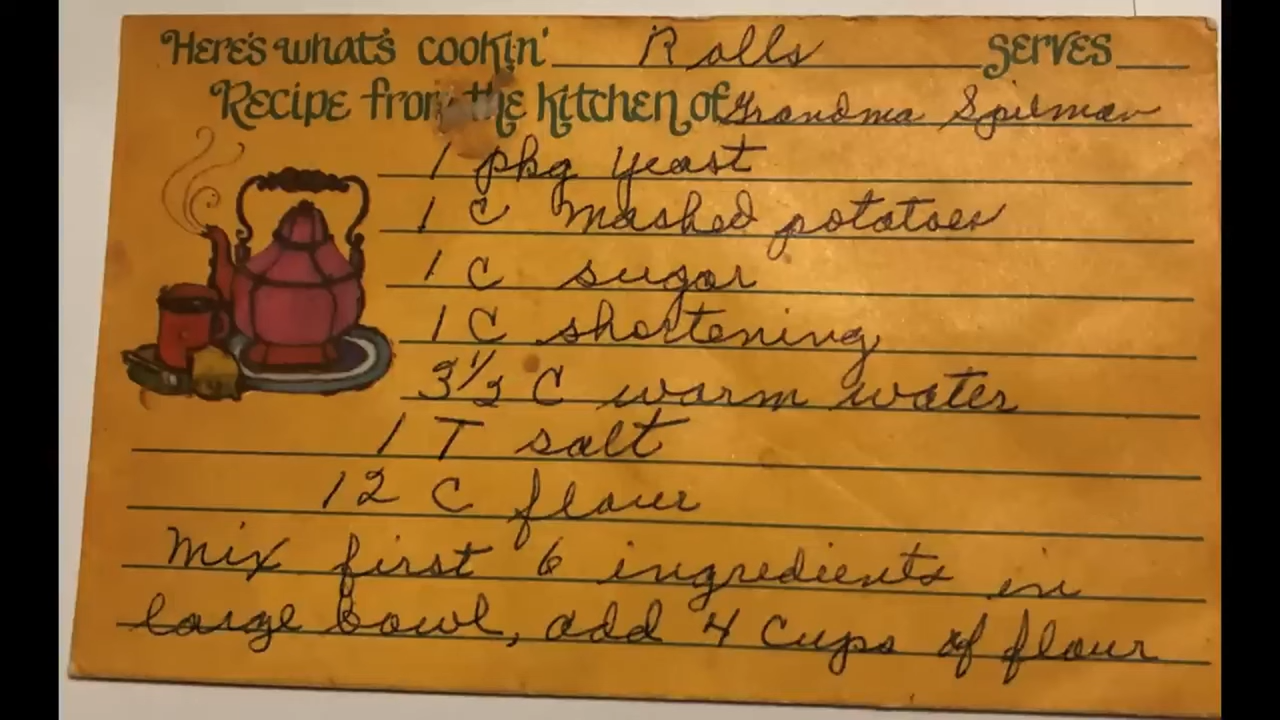 Here's what's cookin' Rolls Serves
Recipe from the kitchen of Grandma Spilman
1 pkg yeast
1 C mashed potatoes
1 C sugar
1 C shortening
3 1/2 C warm water
1 T salt
12 C flour
Mix first 6 ingredients in
large bowl, add 4 cups of flour